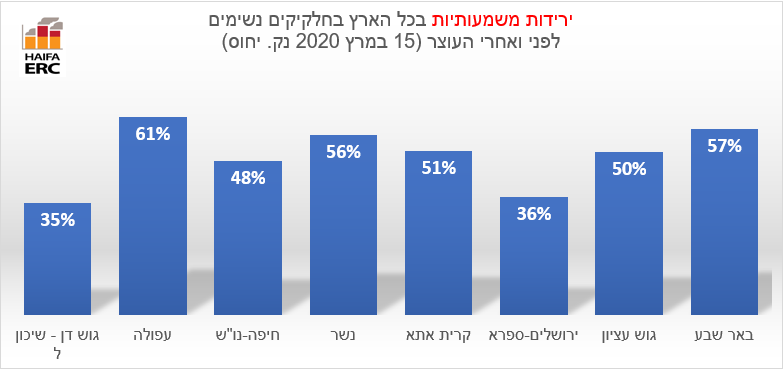 ירידות משמעותיות בכל הארץ בחלקיקים נשימים
לפני ואחרי העוצר (15 במרץ 2020 נק. יחוס)
HAIFA
ERC
35%
61%
48%
56%
51%
36%
50%
57%
גוש דן - שיכון
ל
עפולה
חיפה-נו"ש
נשר
קרית אתא
ירושלים-ספרא
גוש עציון
באר שבע